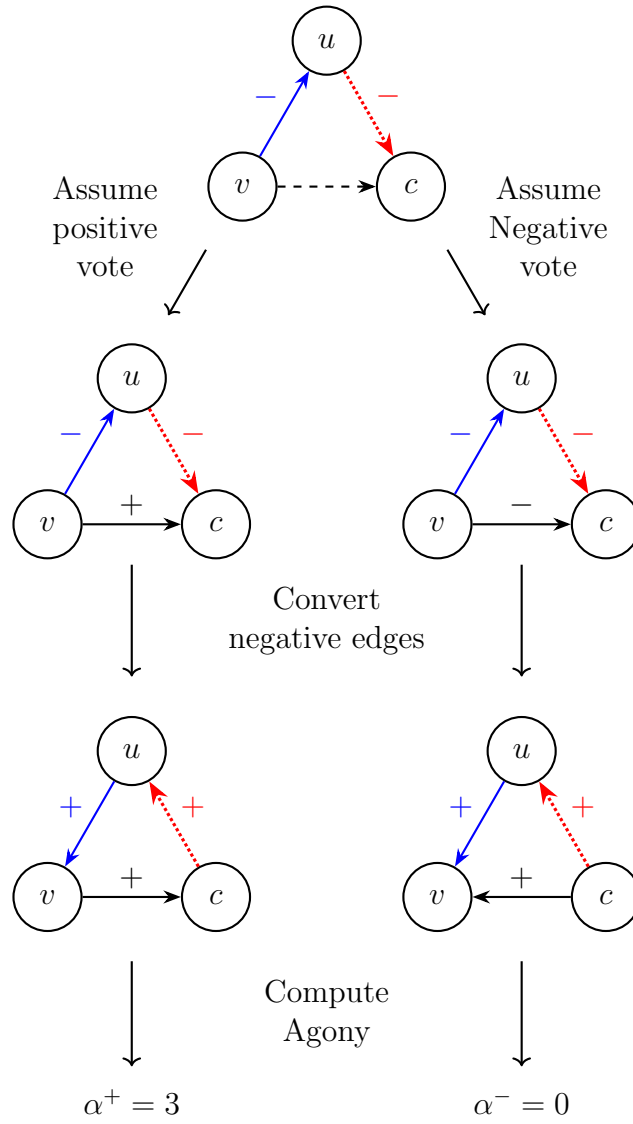 u
− −
v c
Assume
positive
vote
Assume
Negative
vote
u u
− − − −
v + c v − c
Convert
negative edges
u u
+ + + +
v + c v + c
Compute
Agony
α⁺ = 3 α⁻ = 0